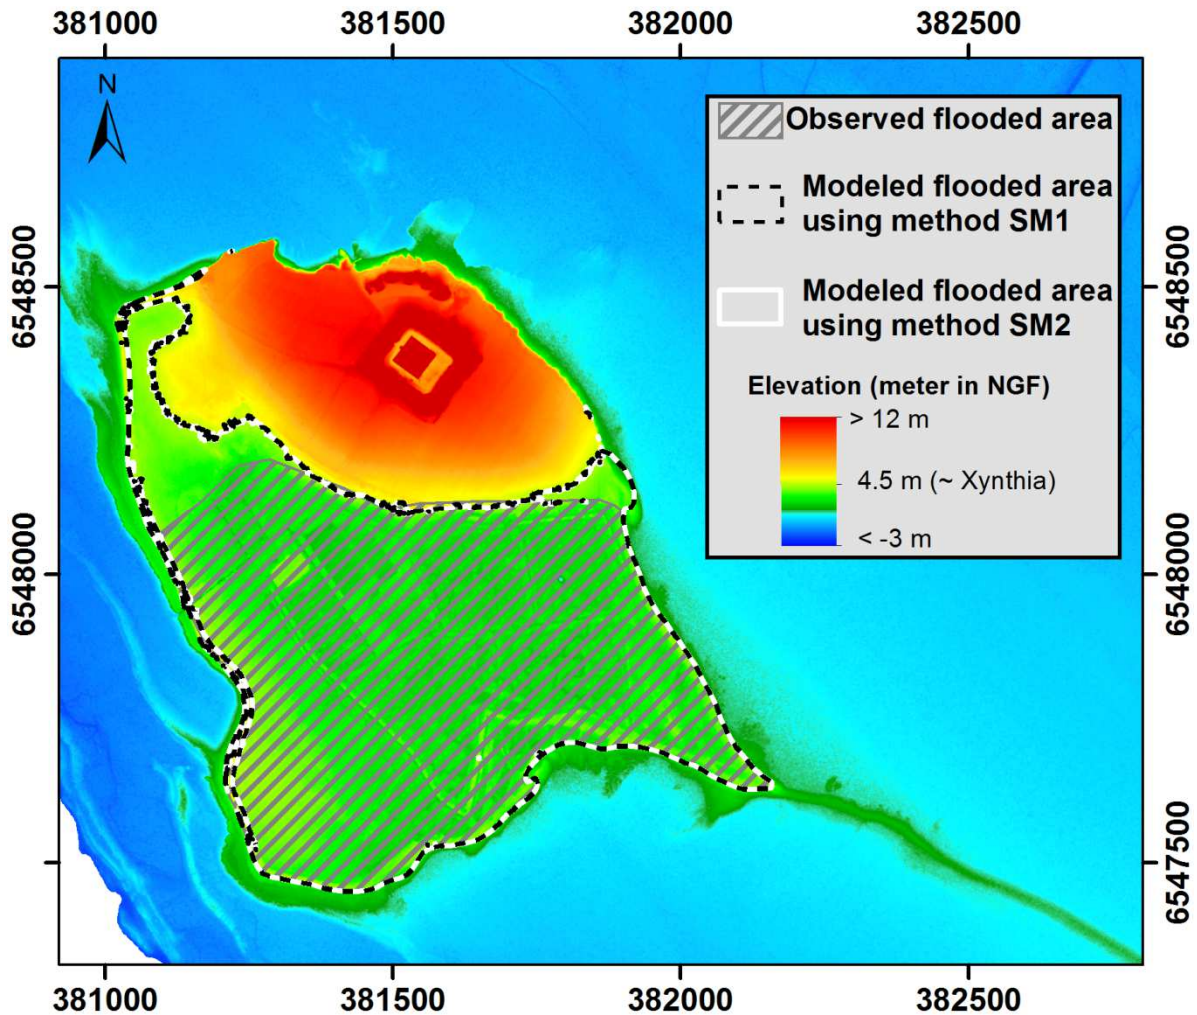 381000 381500 382000 382500
N
Observed flooded area
Modeled flooded area
using method SM1
Modeled flooded area
using method SM2
Elevation (meter in NGF)
> 12 m
4.5 m (~ Xynthia)
< -3 m
6548500 6548500
6548000 6548000
6547500
381000 381500 382000 382500